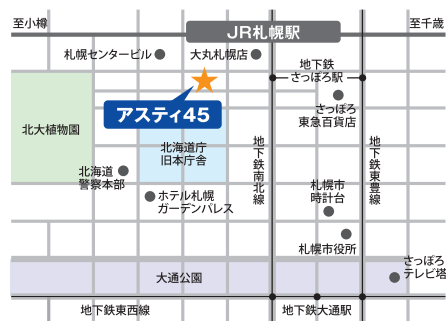 至小樽
至千歳
JR札幌駅
札幌センタービル
大丸札幌店
地下鉄
さっぽろ駅
アスティ45
さっぽろ
東急百貨店
北大植物園
北海道庁
旧本庁舎
地下鉄南北線
地下鉄東豊線
北海道
警察本部
札幌市
時計台
ホテル札幌
ガーデンパレス
札幌市役所
さっぽろ
テレビ塔
大通公園
地下鉄東西線
地下鉄大通駅